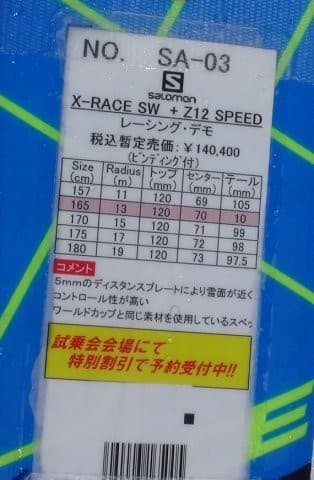 NO. SA-03
S
salomon
X-RACE SW + Z12 SPEED
レーシング・デモ
税込暫定売価：￥140,400
(ビンディング付)
Size (cm) Radius (m) トップ (mm) センター (mm) テール (mm)
157 11 120 69 105
165 13 120 70 10
170 15 120 71 99
175 17 120 72 98
180 19 120 73 97.5
コメント
5mmのディスタンスプレートにより雪面が近く
コントロール性が高い
ワールドカップと同じ素材を使用しているスペッ
試乗会会場にて
特別割引で予約受付中!!
E